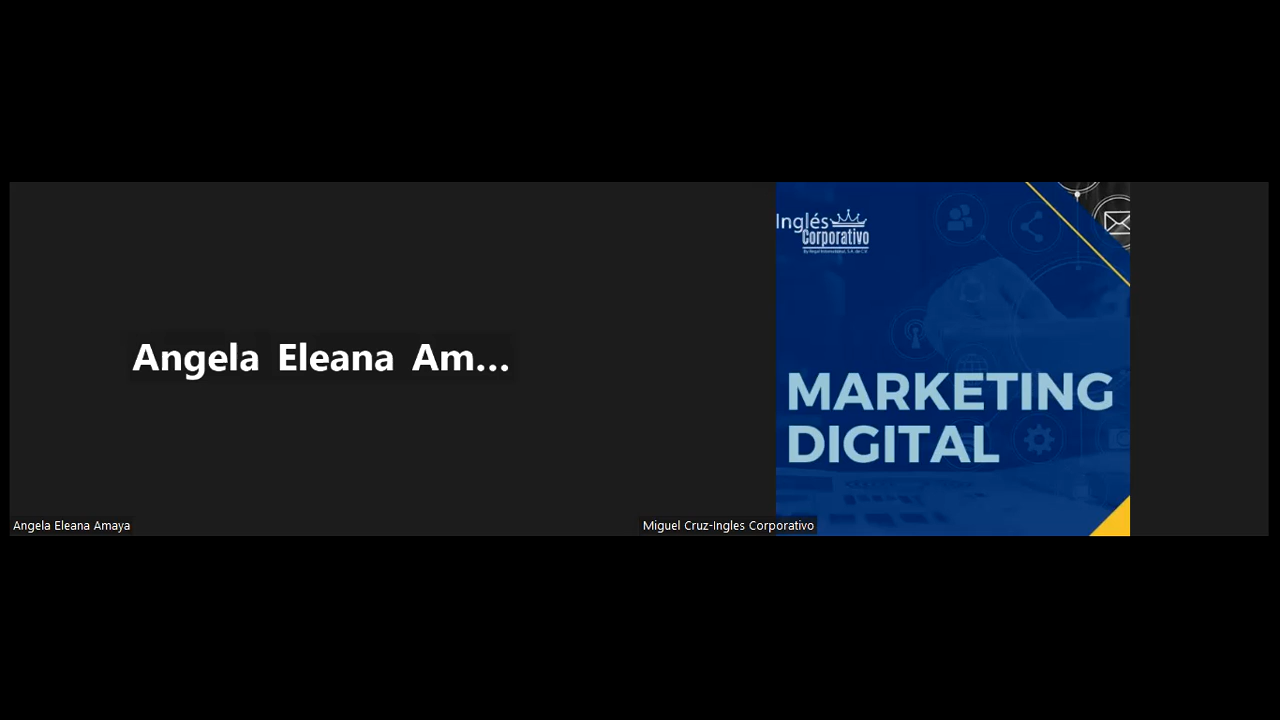 Angela Eleana Am...
Angela Eleana Amaya
Inglés
Corporativo
MARKETING
DIGITAL
Miguel Cruz-Ingles Corporativo